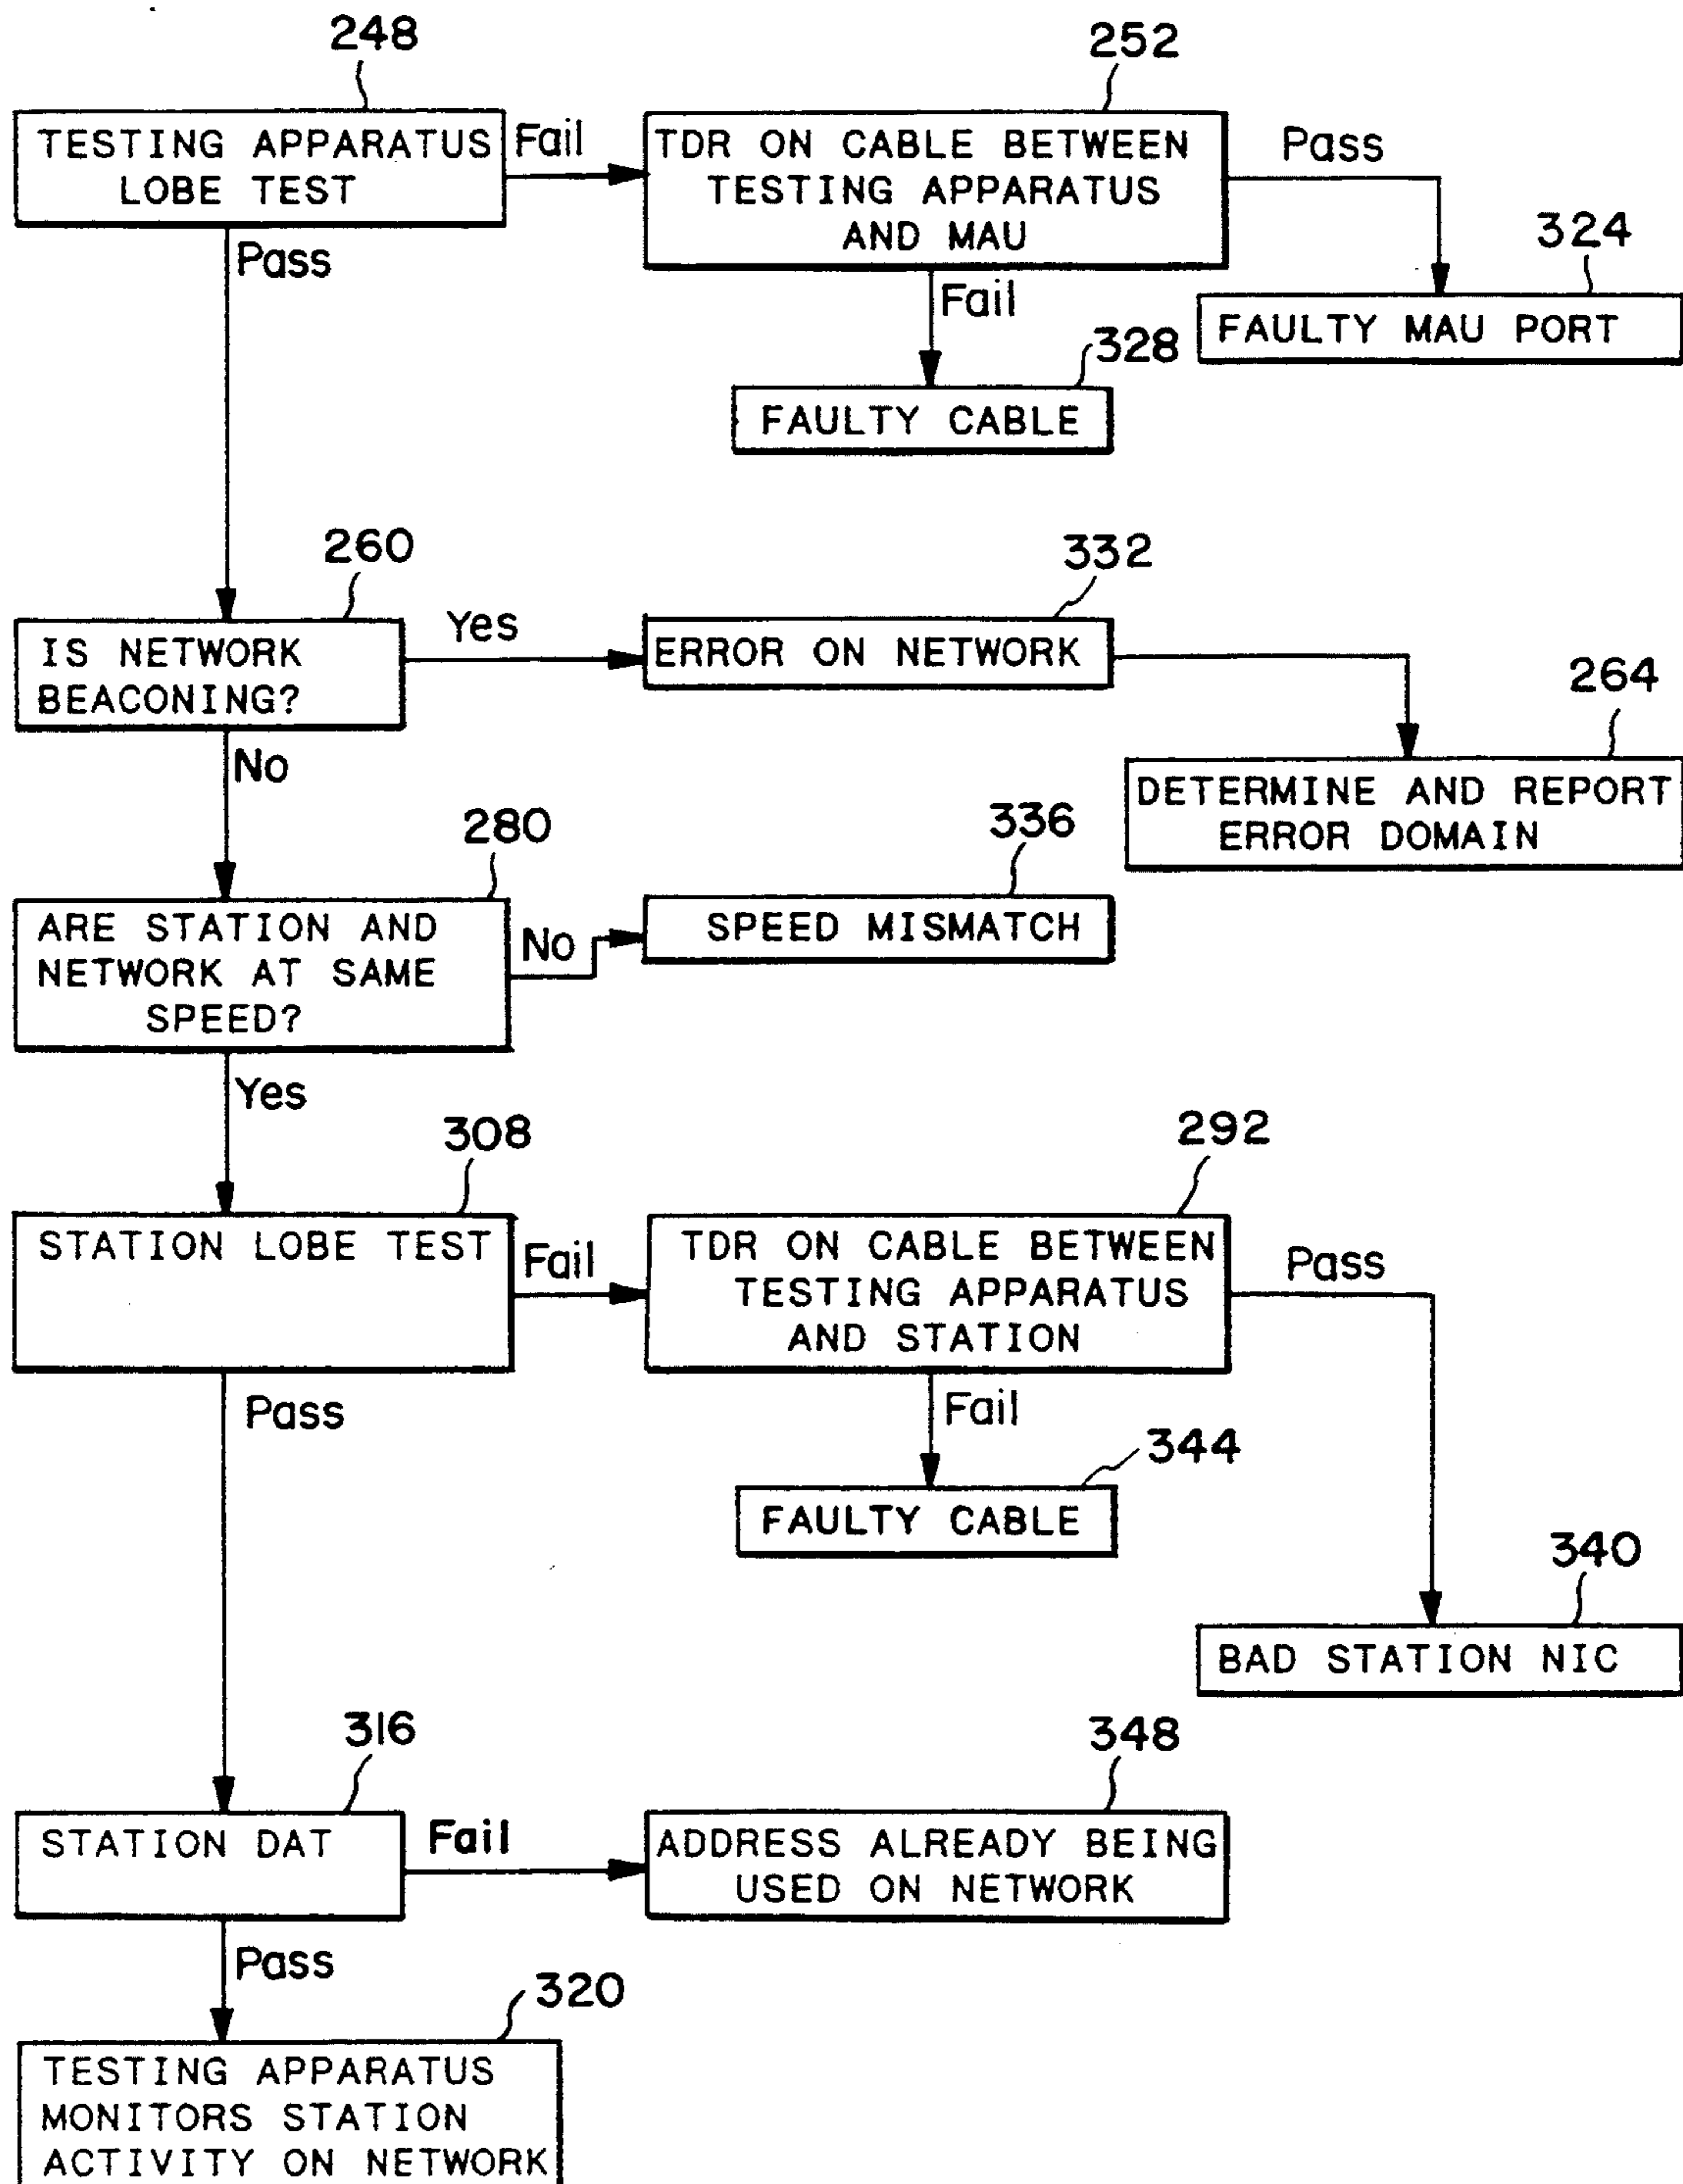 248
252
TESTING APPARATUS
LOBE TEST
Fail
TDR ON CABLE BETWEEN
TESTING APPARATUS
AND MAU
Pass
324
Pass
Fail
FAULTY MAU PORT
328
FAULTY CABLE
260
332
IS NETWORK
BEACONING?
Yes
ERROR ON NETWORK
264
No
DETERMINE AND REPORT
ERROR DOMAIN
280
336
ARE STATION AND
NETWORK AT SAME
SPEED?
No
SPEED MISMATCH
Yes
308
292
STATION LOBE TEST
Fail
TDR ON CABLE BETWEEN
TESTING APPARATUS
AND STATION
Pass
Pass
Fail
344
FAULTY CABLE
340
BAD STATION NIC
316
348
STATION DAT
Fail
ADDRESS ALREADY BEING
USED ON NETWORK
Pass
320
TESTING APPARATUS
MONITORS STATION
ACTIVITY ON NETWORK